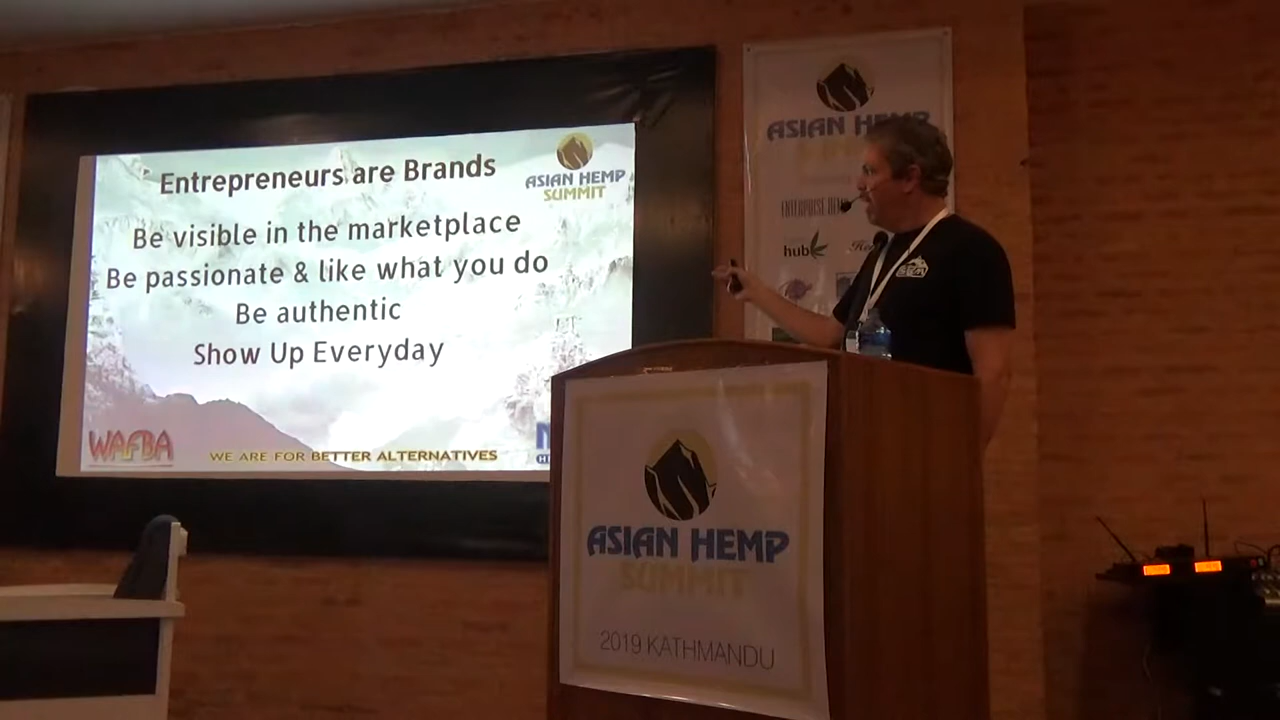 Entrepreneurs are Brands
ASIAN HEMP
SUMMIT
Be visible in the marketplace
Be passionate & like what you do
Be authentic
Show Up Everyday
WAFBA
WE ARE FOR BETTER ALTERNATIVES
ASIAN HEMP
ENTERPRISE
hub
ASIAN HEMP
SUMMIT
2019 KATHMANDU